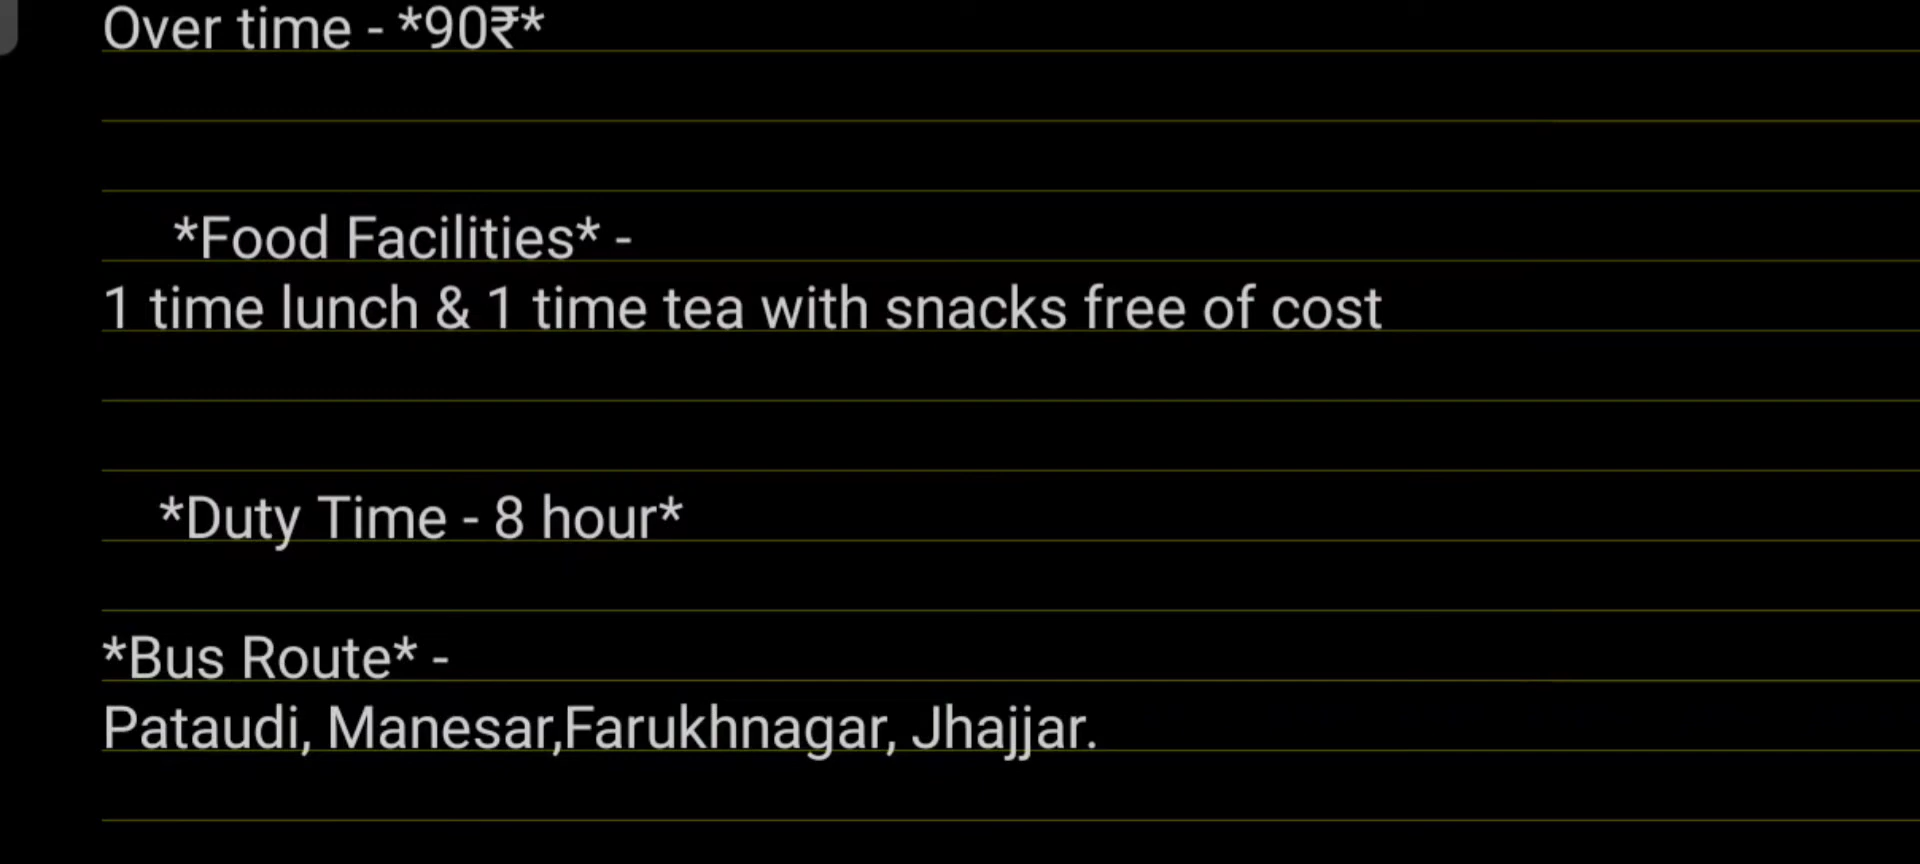 Over time - *90₹*
*Food Facilities* -
1 time lunch & 1 time tea with snacks free of cost
*Duty Time - 8 hour*
*Bus Route* -
Pataudi, Manesar,Farukhnagar, Jhajjar.